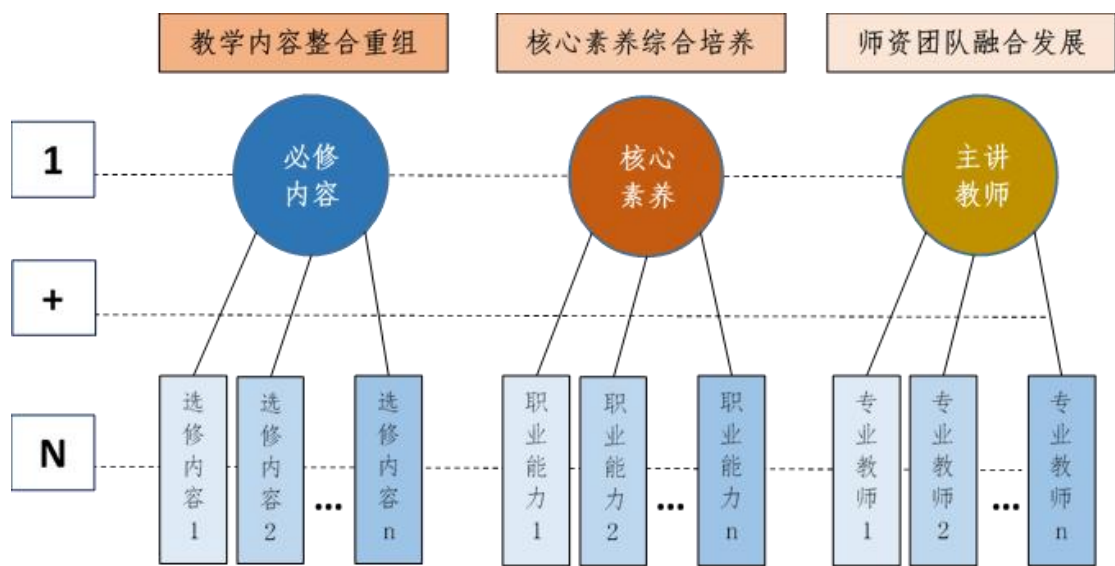 教学内容整合重组
核心素养综合培养
师资团队融合发展
1
必修
内容
核心
素养
主讲
教师
+
N
选修内容1
选修内容2
...
选修内容n
职业能力1
职业能力2
...
职业能力n
专业教师1
专业教师2
...
专业教师n